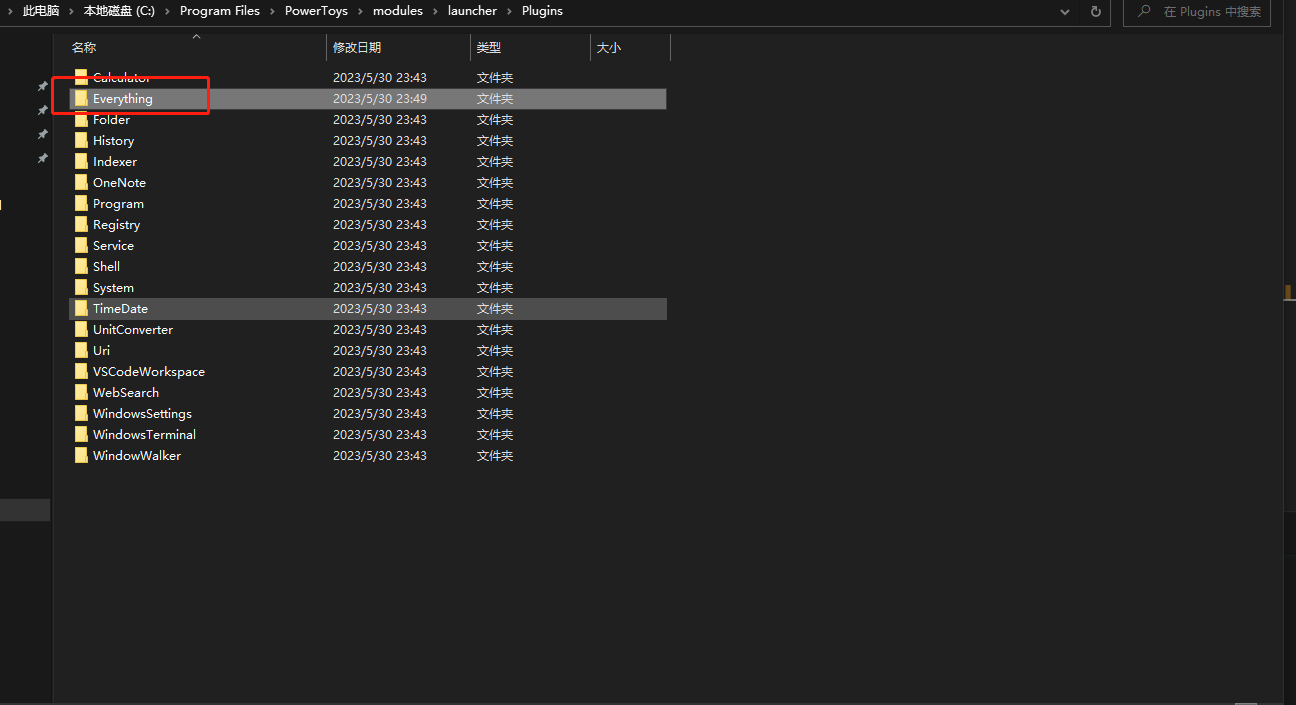 此电脑 > 本地磁盘 (C:) > Program Files > PowerToys > modules > launcher > Plugins
在 Plugins 中搜索
名称 修改日期 类型 大小
Calculator 2023/5/30 23:43 文件夹
Everything 2023/5/30 23:49 文件夹
Folder 2023/5/30 23:43 文件夹
History 2023/5/30 23:43 文件夹
Indexer 2023/5/30 23:43 文件夹
OneNote 2023/5/30 23:43 文件夹
Program 2023/5/30 23:43 文件夹
Registry 2023/5/30 23:43 文件夹
Service 2023/5/30 23:43 文件夹
Shell 2023/5/30 23:43 文件夹
System 2023/5/30 23:43 文件夹
TimeDate 2023/5/30 23:43 文件夹
UnitConverter 2023/5/30 23:43 文件夹
Uri 2023/5/30 23:43 文件夹
VSCodeWorkspace 2023/5/30 23:43 文件夹
WebSearch 2023/5/30 23:43 文件夹
WindowsSettings 2023/5/30 23:43 文件夹
WindowsTerminal 2023/5/30 23:43 文件夹
WindowWalker 2023/5/30 23:43 文件夹